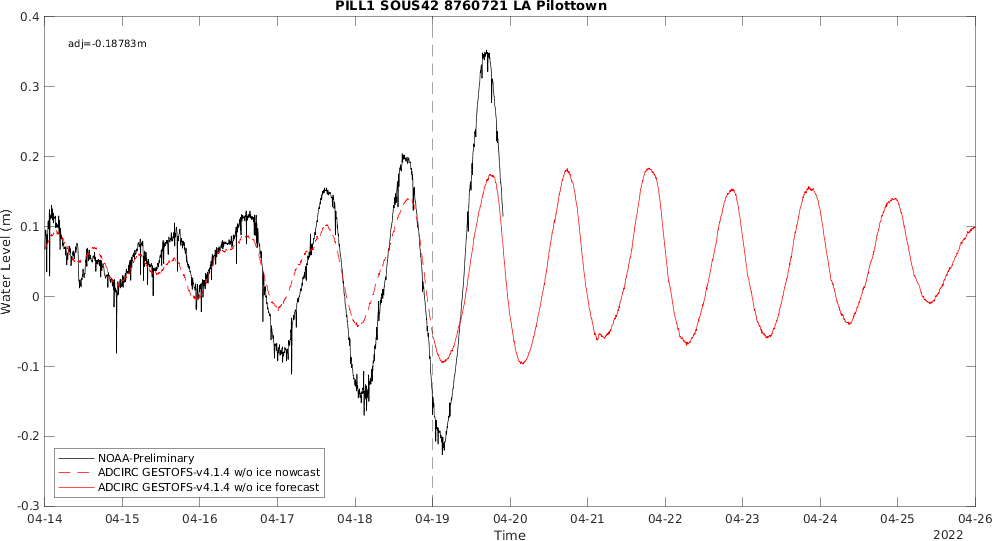 PILL1 SOUS42 8760721 LA Pilottown
adj=-0.18783m
0.4
0.3
0.2
0.1
0
-0.1
-0.2
-0.3
Water Level (m)
NOAA-Preliminary
ADCIRC GESTOFS-v4.1.4 w/o ice nowcast
ADCIRC GESTOFS-v4.1.4 w/o ice forecast
04-14 04-15 04-16 04-17 04-18 04-19 04-20 04-21 04-22 04-23 04-24 04-25 04-26
Time
2022